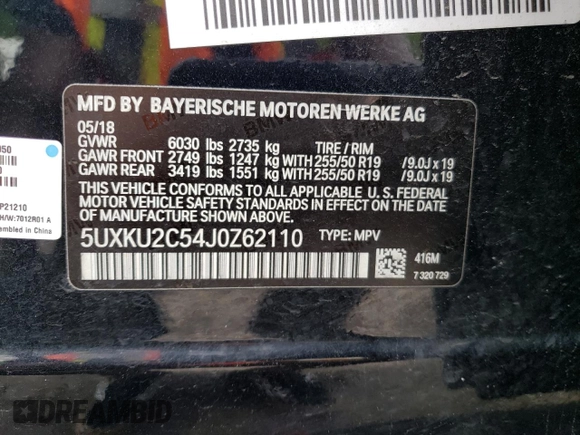 MFD BY BAYERISCHE MOTOREN WERKE AG
05/18
GVWR 6030 lbs 2735 kg TIRE / RIM
GAWR FRONT 2749 lbs 1247 kg WITH 255/50 R19 /9.0J x 19
GAWR REAR 3419 lbs 1551 kg WITH 255/50 R19 /9.0J x 19
THIS VEHICLE CONFORMS TO ALL APPLICABLE U. S. FEDERAL
MOTOR VEHICLE SAFETY STANDARDS IN EFFECT ON THE
DATE OF MANUFACTURE SHOWN ABOVE.
5UXKU2C54J0Z62110 TYPE: MPV
416M
7 320 729
P21210
H/W:7012R01 A
Assembled in China
DREAMBID